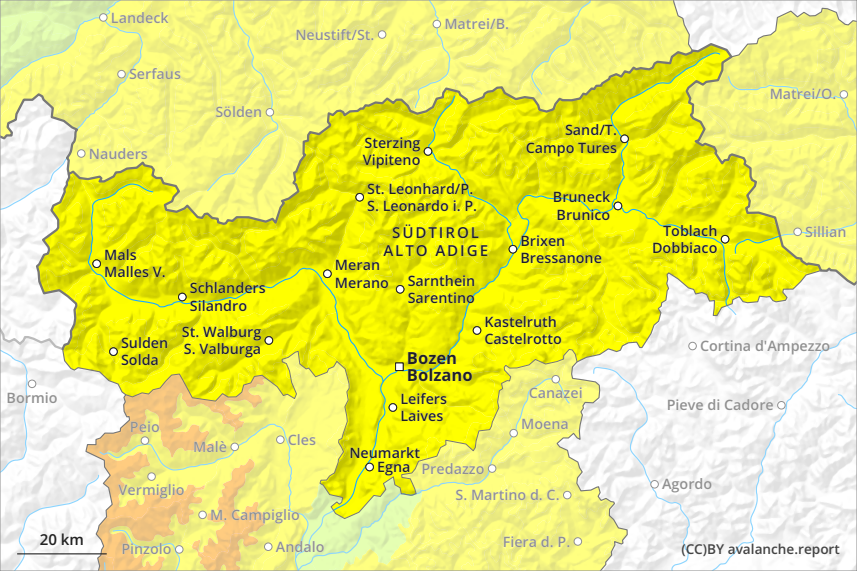 Landeck
Matrei/B.
Neustift/St.
Serfaus
Matrei/O.
Sölden
Sand/T.
Campo Tures
Sterzing
Vipiteno
Nauders
St. Leonhard/P.
S. Leonardo i. P.
Bruneck
Brunico
SÜDTIROL
ALTO ADIGE
Toblach
Dobbiaco
Sillian
Brixen
Bressanone
Mals
Malles V.
Meran
Merano
Sarnthein
Sarentino
Schlanders
Silandro
Kastelruth
Castelrotto
St. Walburg
S. Valburga
Sulden
Solda
Cortina d'Ampezzo
Bozen
Bolzano
Bormio
Canazei
Leifers
Laives
Pieve di Cadore
Moena
Peio
Cles
Malè
Neumarkt
Egna
Predazzo
Agordo
Vermiglio
S. Martino d. C.
M. Campiglio
20 km
Pinzolo
Andalo
Fiera d. P.
(CC)BY avalanche.report